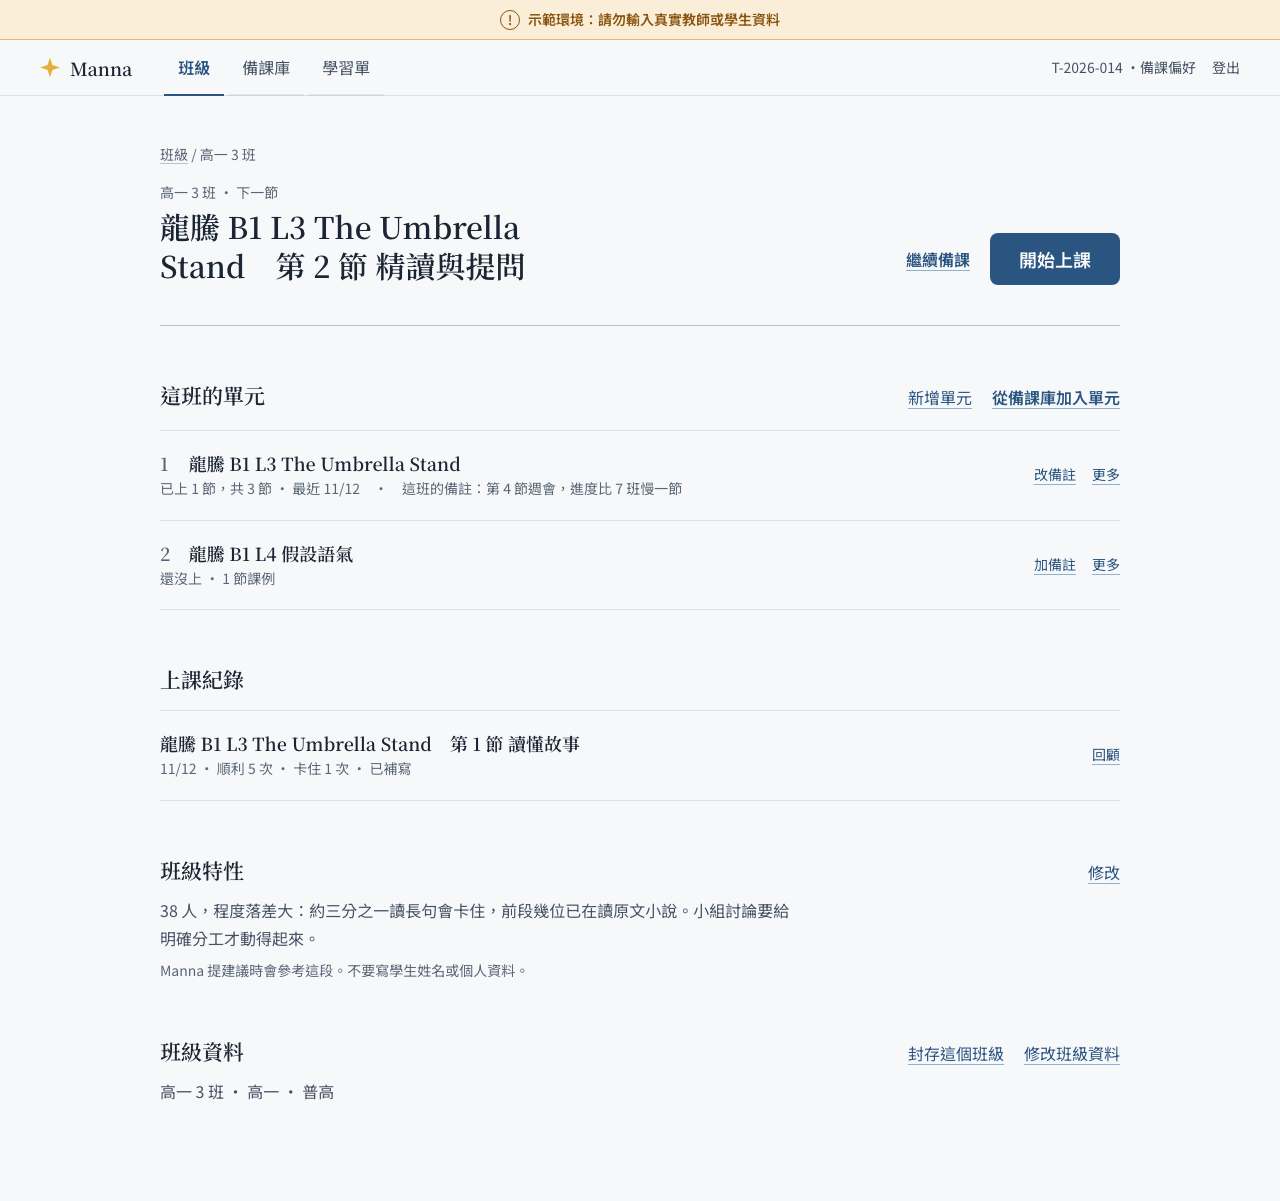 示範環境：請勿輸入真實教師或學生資料
Manna 班級 備課庫 學習單 T-2026-014 ・備課偏好 登出
班級 / 高一 3 班
高一 3 班 ・ 下一節
龍騰 B1 L3 The Umbrella
Stand　第 2 節 精讀與提問
繼續備課 開始上課
這班的單元 新增單元 從備課庫加入單元
1 龍騰 B1 L3 The Umbrella Stand
已上 1 節，共 3 節 ・ 最近 11/12　・　這班的備註：第 4 節週會，進度比 7 班慢一節
改備註 更多
2 龍騰 B1 L4 假設語氣
還沒上 ・ 1 節課例
加備註 更多
上課紀錄
龍騰 B1 L3 The Umbrella Stand　第 1 節 讀懂故事
11/12 ・ 順利 5 次 ・ 卡住 1 次 ・ 已補寫
回顧
班級特性 修改
38 人，程度落差大：約三分之一讀長句會卡住，前段幾位已在讀原文小說。小組討論要給
明確分工才動得起來。
Manna 提建議時會參考這段。不要寫學生姓名或個人資料。
班級資料 封存這個班級 修改班級資料
高一 3 班 ・ 高一 ・ 普高